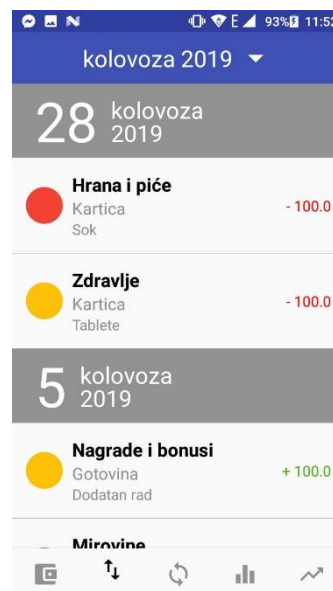 E 93% 11:52
kolovoza 2019
28 kolovoza
2019
Hrana i piće
Kartica
Sok
- 100.0
Zdravlje
Kartica
Tablete
- 100.0
5 kolovoza
2019
Nagrade i bonusi
Gotovina
Dodatan rad
+ 100.0
Mirovine